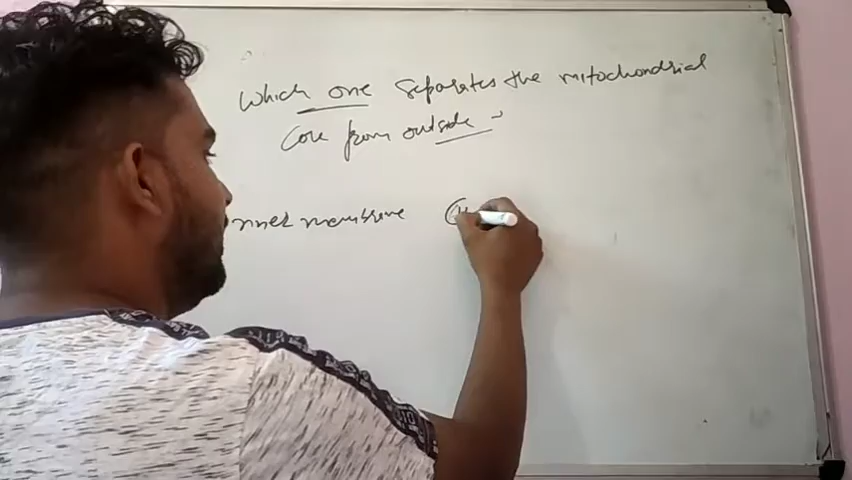 Which one separates the mitochondrial
core from outside -
nner membrane